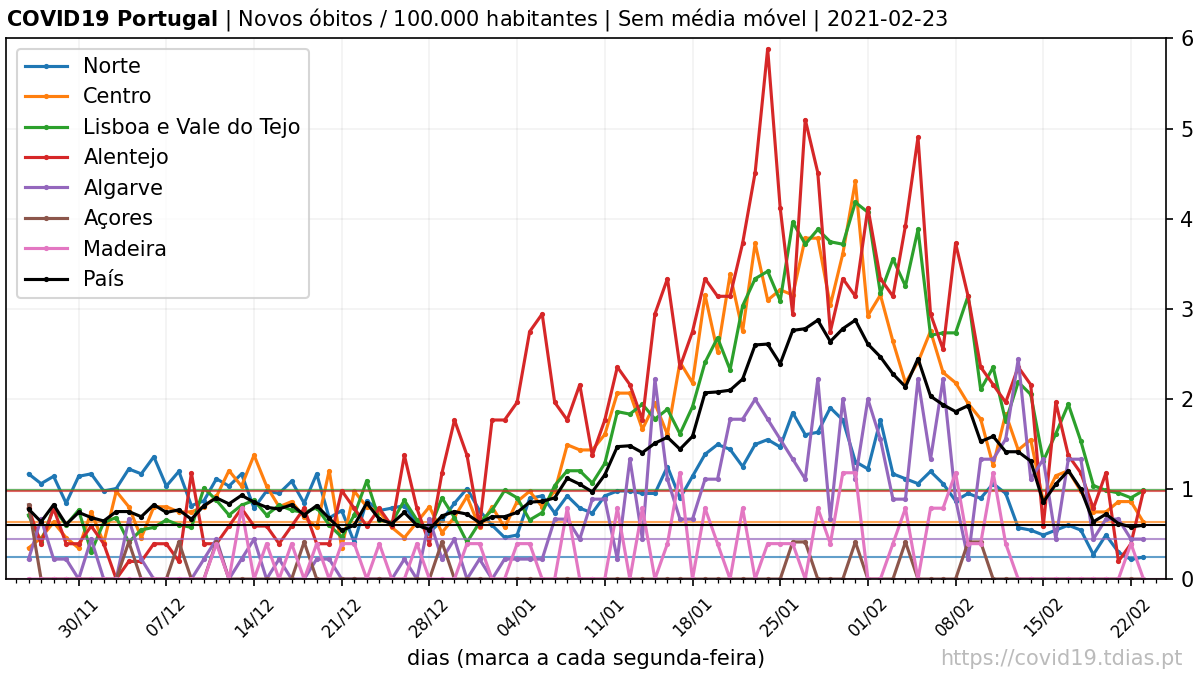 COVID19 Portugal | Novos óbitos / 100.000 habitantes | Sem média móvel | 2021-02-23
Norte
Centro
Lisboa e Vale do Tejo
Alentejo
Algarve
Açores
Madeira
País
6
5
4
3
2
1
0
30/11 07/12 14/12 21/12 28/12 04/01 11/01 18/01 25/01 01/02 08/02 15/02 22/02
dias (marca a cada segunda-feira)
https://covid19.tdias.pt